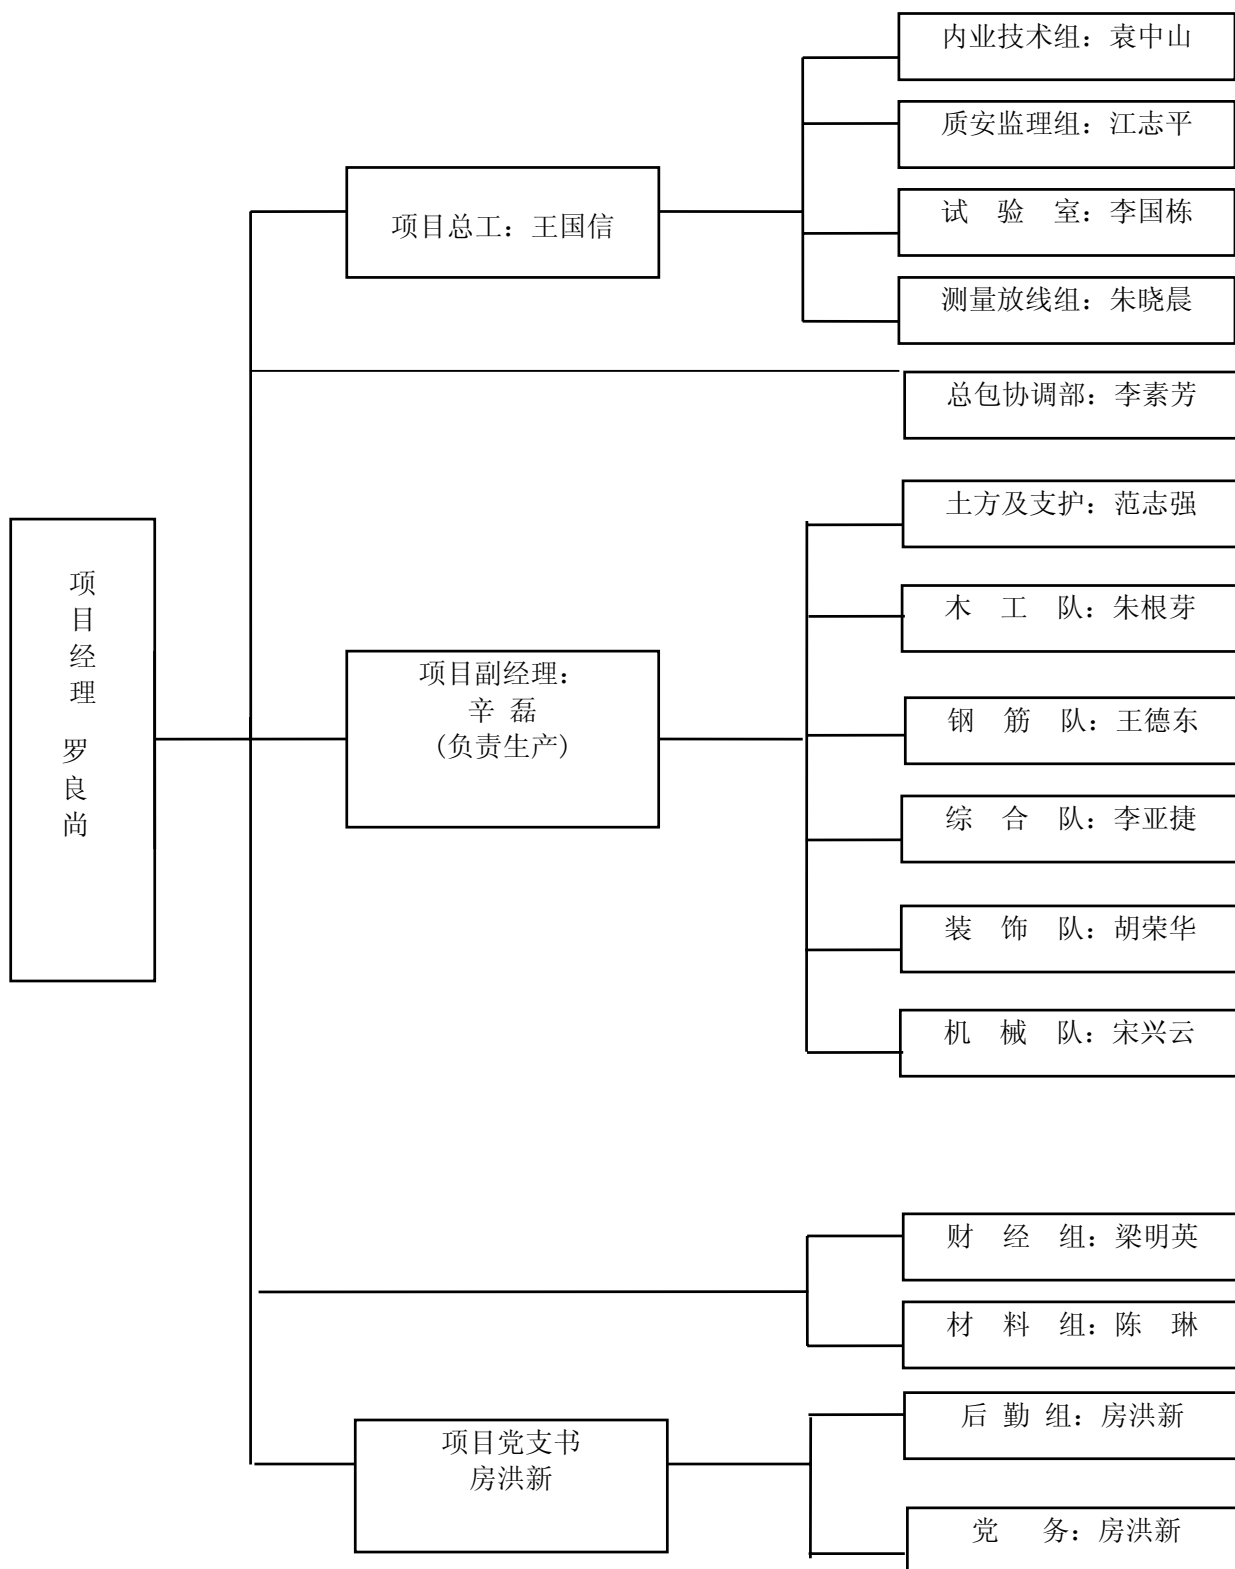 内业技术组：袁中山
质安监理组：江志平
项目总工：王国信
试 验 室：李国栋
测量放线组：朱晓晨
总包协调部：李素芳
土方及支护：范志强
项
目
经
理
罗
良
尚
木 工 队：朱根芽
项目副经理：
辛 磊
(负责生产)
钢 筋 队：王德东
综 合 队：李亚捷
装 饰 队：胡荣华
机 械 队：宋兴云
财 经 组：梁明英
材 料 组：陈 琳
项目党支书
房洪新
后 勤 组：房洪新
党 务：房洪新